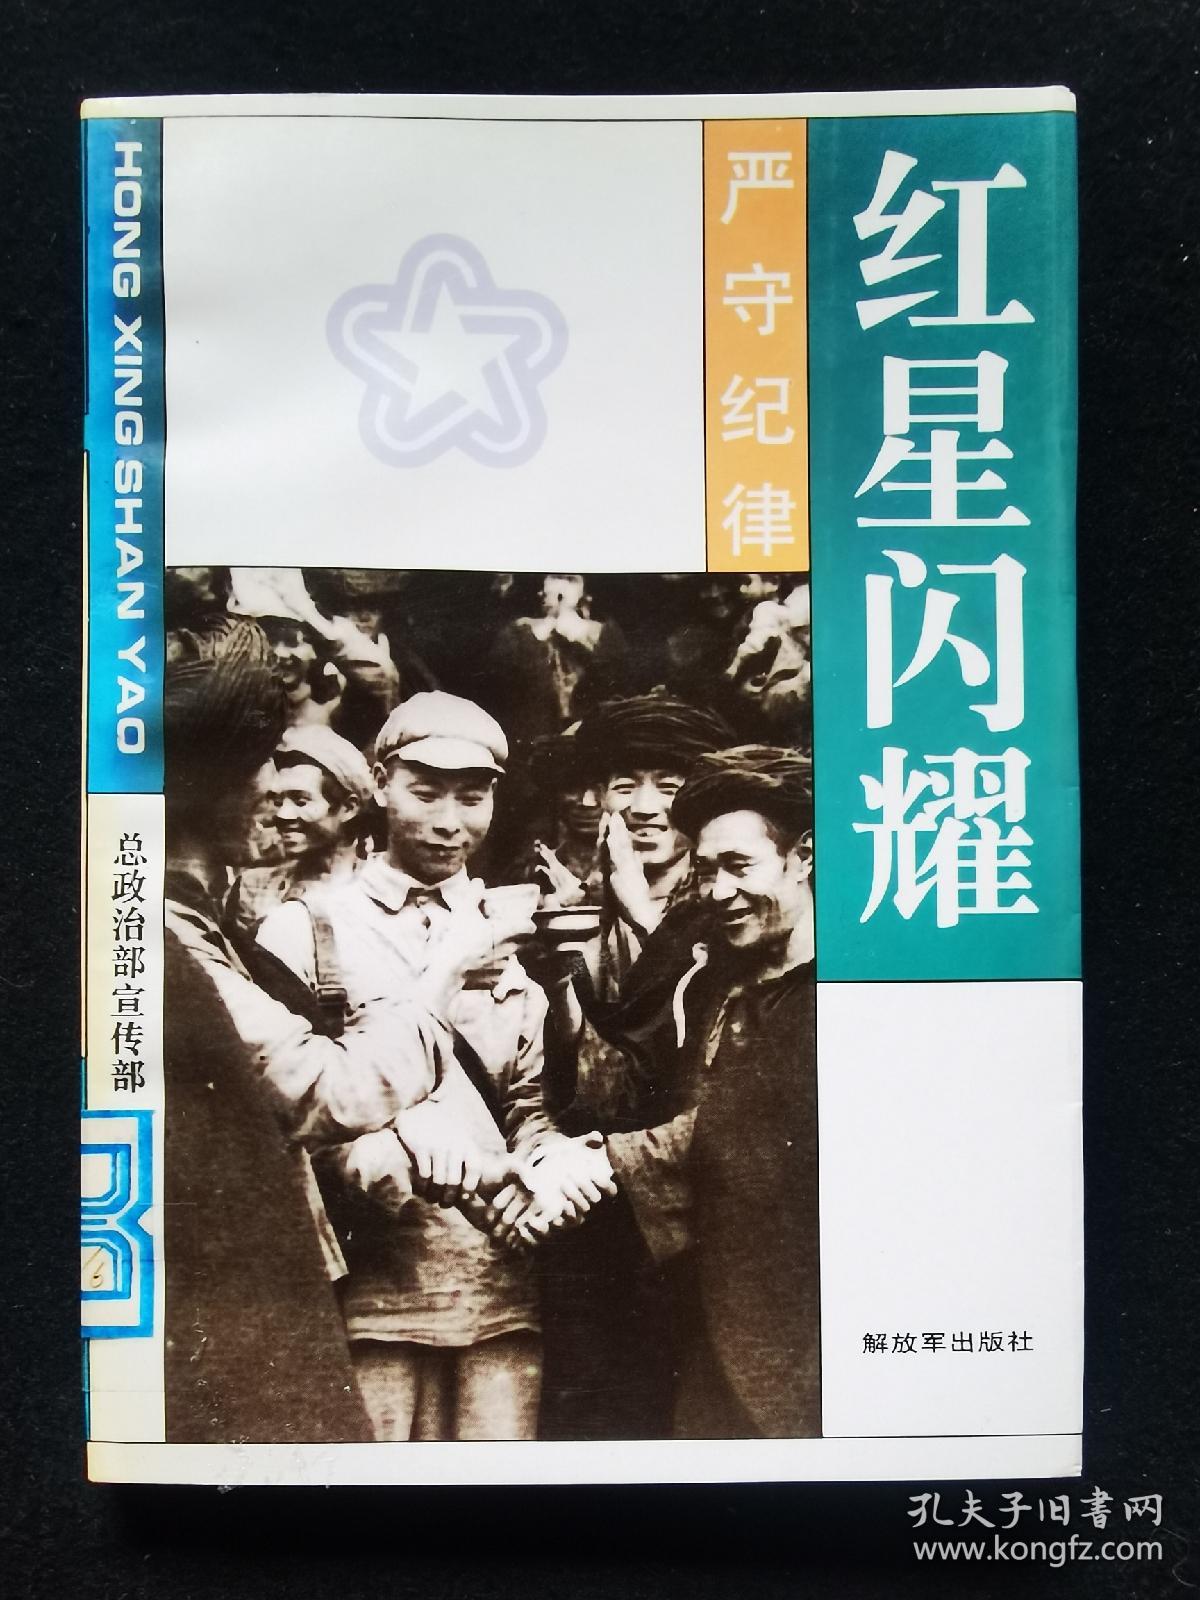 红星闪耀
严守纪律
HONG XING SHAN YAO
总政治部宣传部
6
解放军出版社
孔夫子旧书网
www.kongfz.com